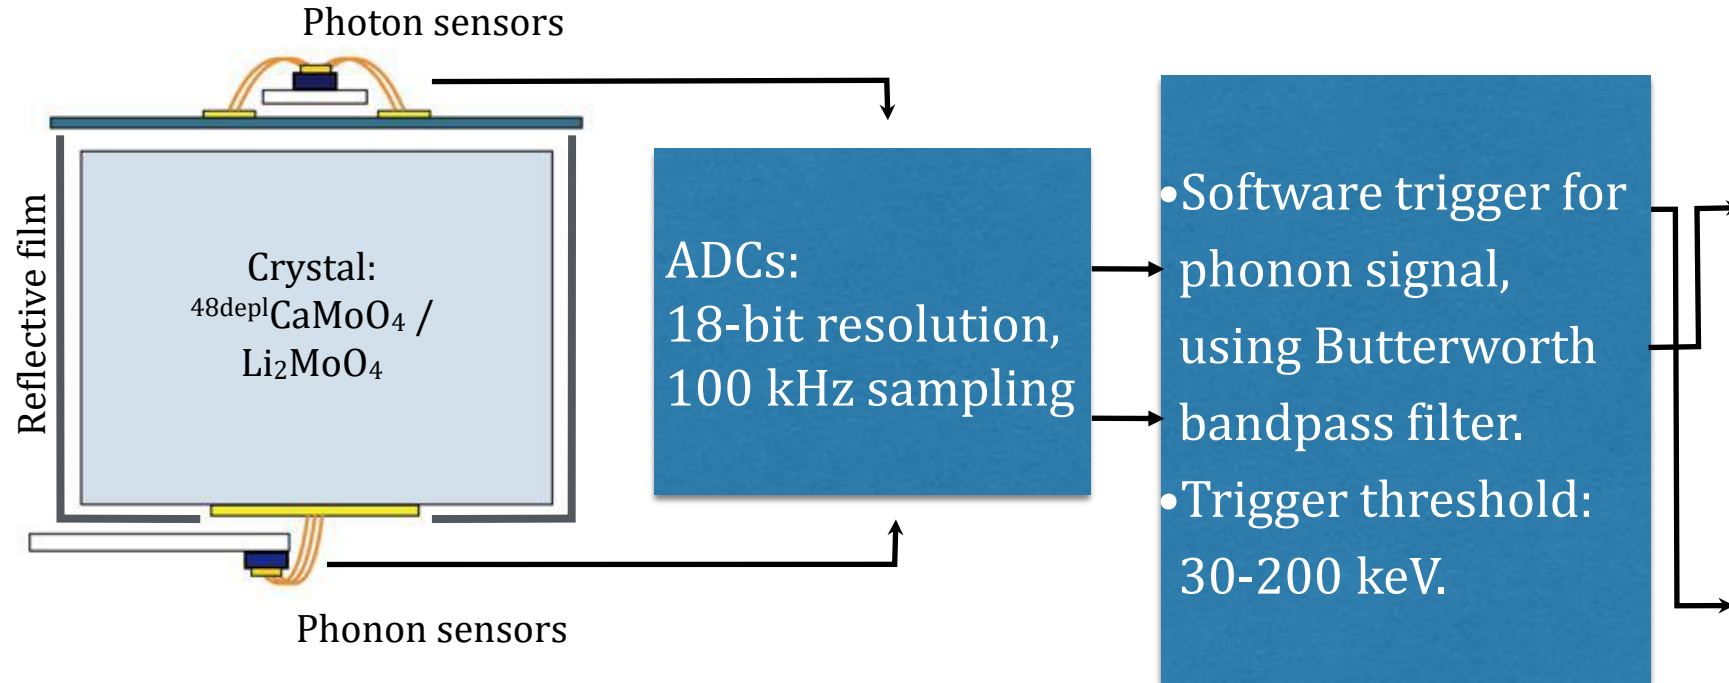 Photon sensors
Reflective film
Crystal:
⁴⁸ᵈᵉᵖˡCaMoO₄ /
Li₂MoO₄
Phonon sensors
ADCs:
18-bit resolution,
100 kHz sampling
•Software trigger for
phonon signal,
using Butterworth
bandpass filter.
•Trigger threshold:
30-200 keV.